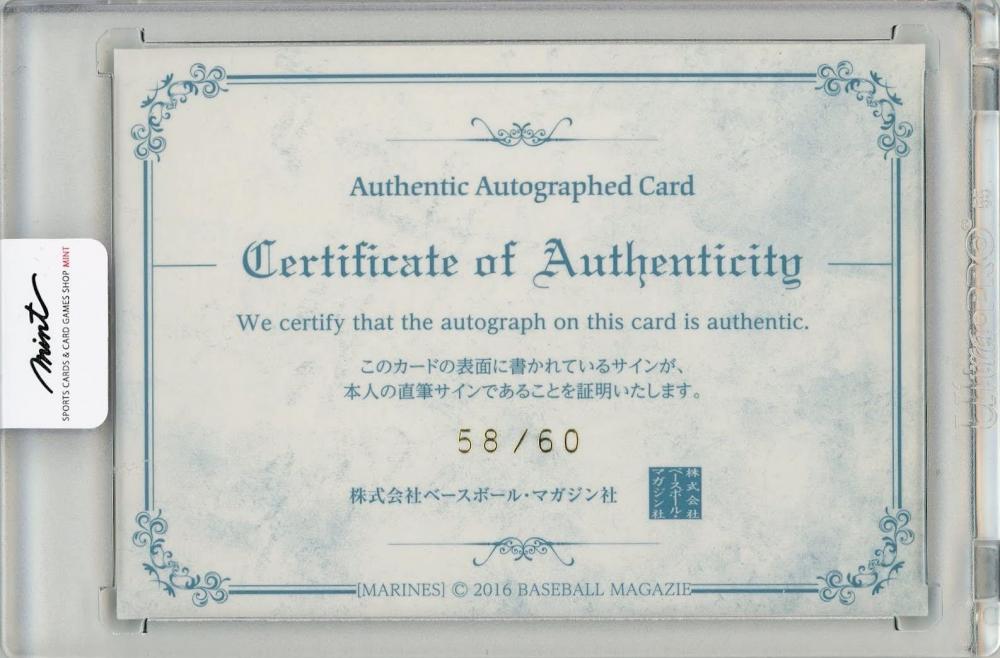 Authentic Autographed Card
Certificate of Authenticity
We certify that the autograph on this card is authentic.
このカードの表面に書かれているサインが、
本人の直筆サインであることを証明いたします。
58/60
株式会社ベースボール・マガジン社
株式会社
ベースボール・
マガジン社
[MARINES] © 2016 BASEBALL MAGAZIE
mint
SPORTS CARDS & CARD GAMES SHOP MINT
UltraPRO®